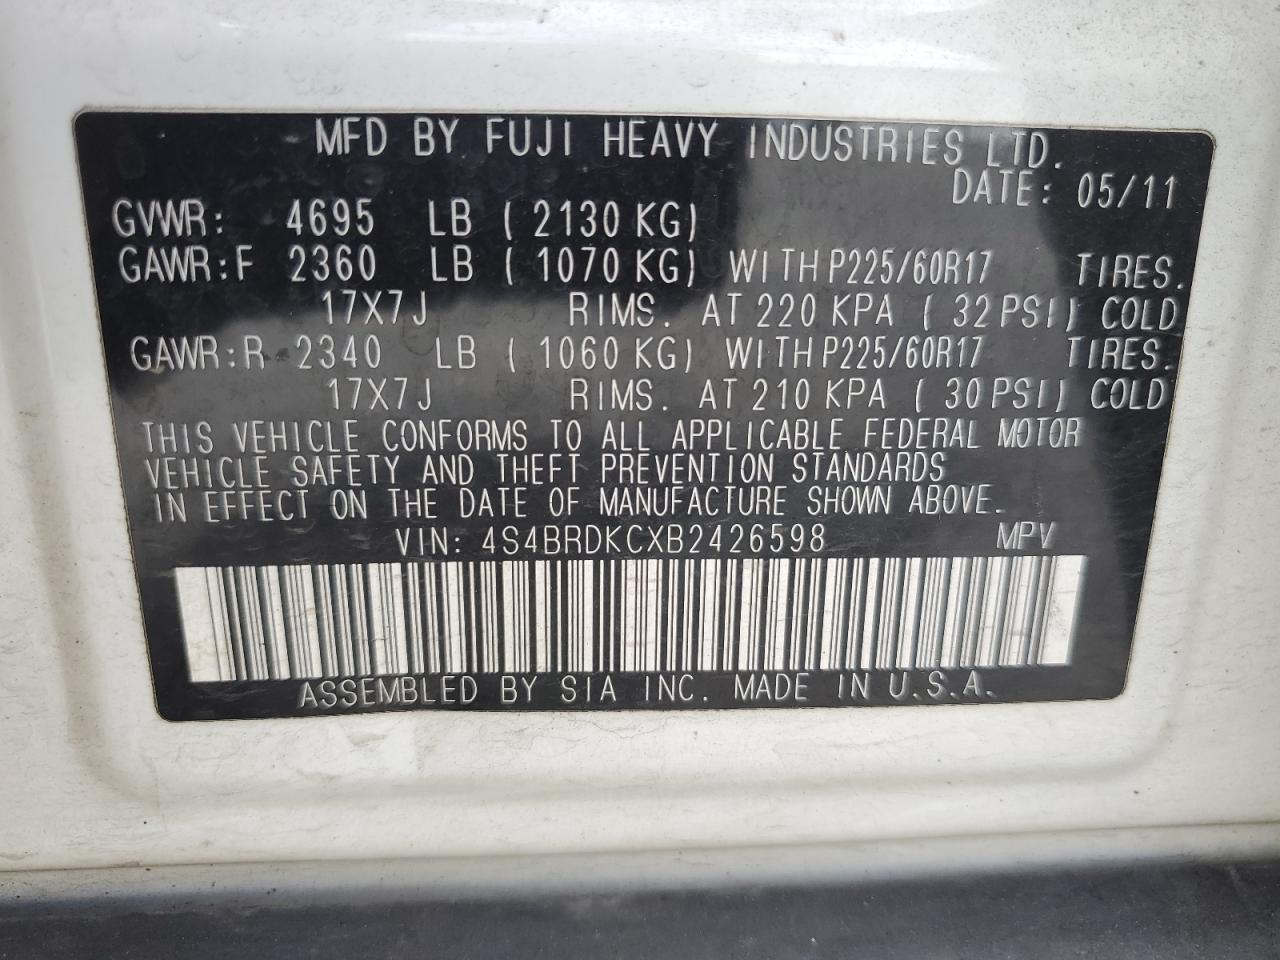 MFD BY FUJI HEAVY INDUSTRIES LTD.
DATE: 05/11
GVWR: 4695 LB ( 2130 KG)
GAWR:F 2360 LB ( 1070 KG) WITH P225/60R17 TIRES.
17X7J RIMS. AT 220 KPA ( 32 PSI) COLD
GAWR:R 2340 LB ( 1060 KG) WITH P225/60R17 TIRES.
17X7J RIMS. AT 210 KPA ( 30 PSI) COLD
THIS VEHICLE CONFORMS TO ALL APPLICABLE FEDERAL MOTOR
VEHICLE SAFETY AND THEFT PREVENTION STANDARDS
IN EFFECT ON THE DATE OF MANUFACTURE SHOWN ABOVE.
VIN: 4S4BRDKCXB2426598 MPV
ASSEMBLED BY SIA INC. MADE IN U.S.A.